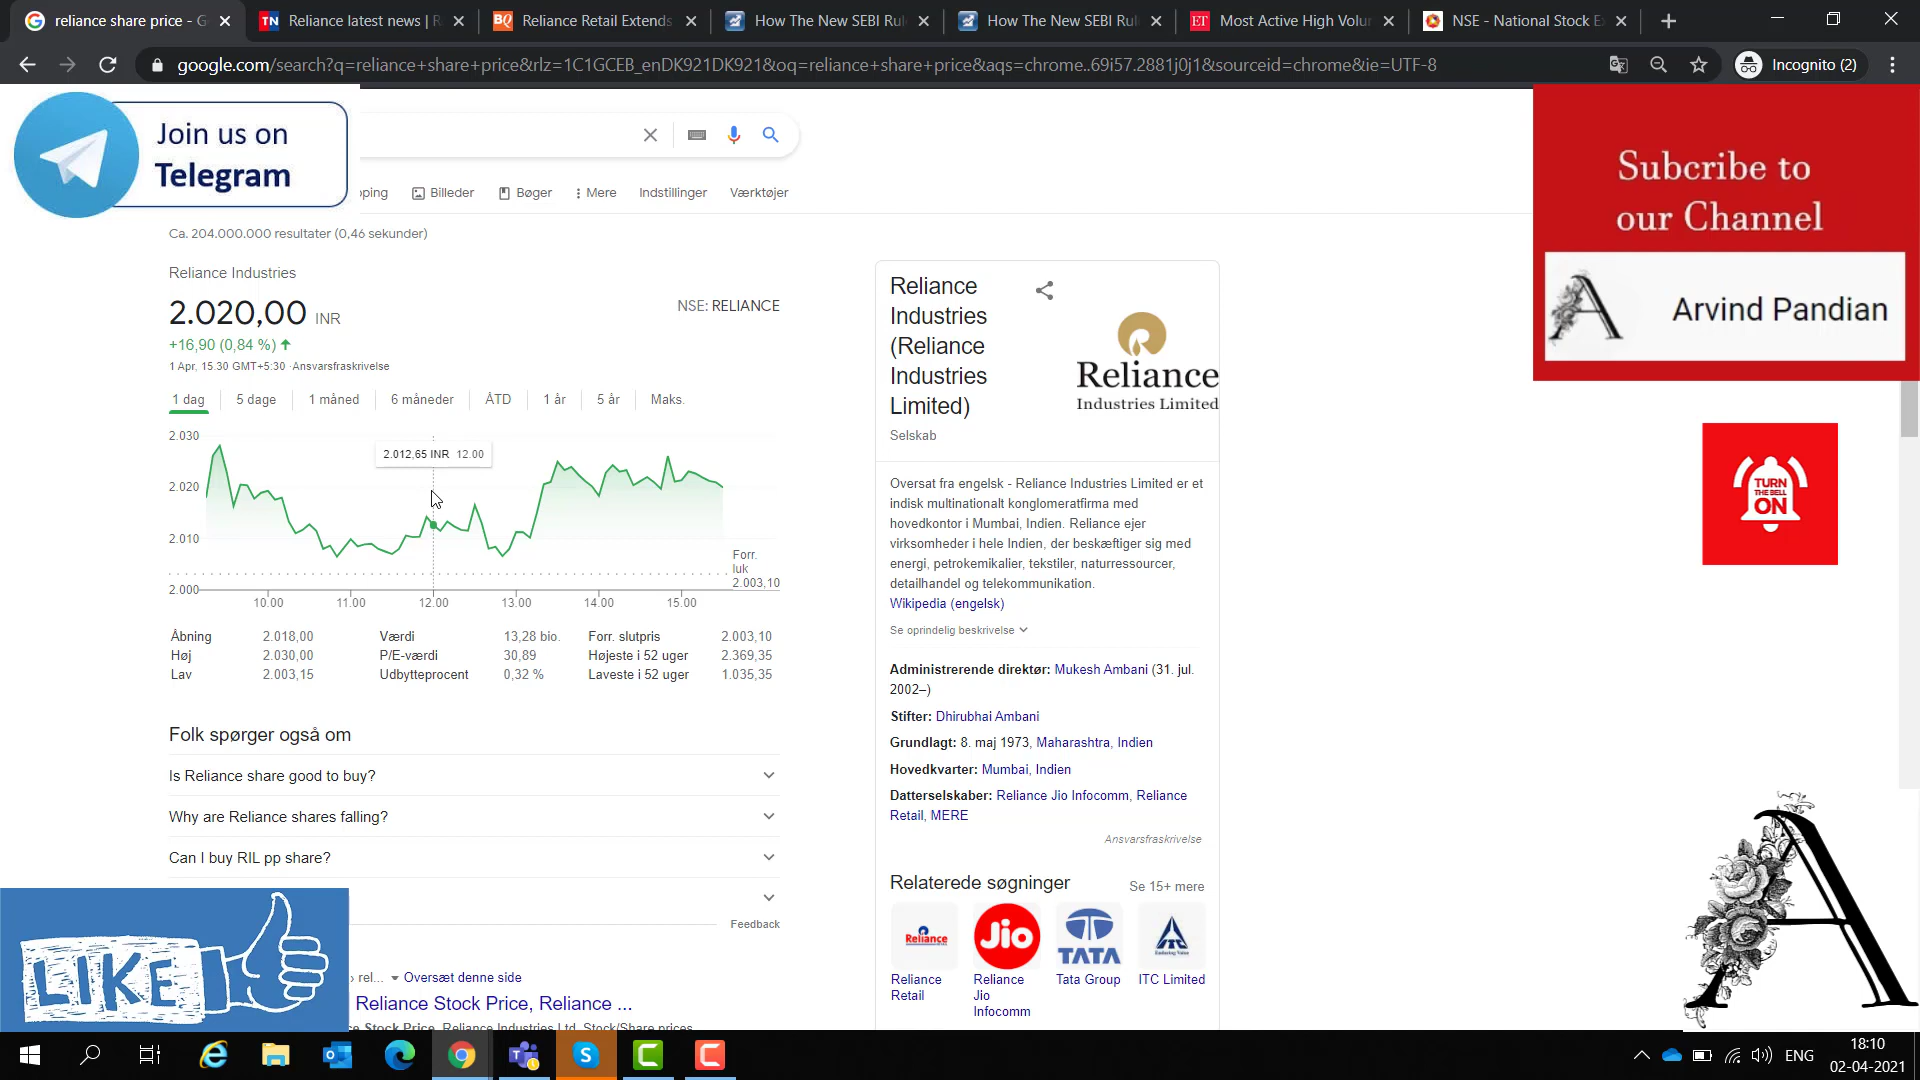 reliance share price - G
Reliance latest news | R
Reliance Retail Extends
How The New SEBI Rul
How The New SEBI Rul
Most Active High Volu
NSE - National Stock E
google.com/search?q=reliance+share+price&rlz=1C1GCEB_enDK921DK921&oq=reliance+share+price&aqs=chrome..69i57.2881j0j1&sourceid=chrome&ie=UTF-8
Incognito (2)
Join us on
Telegram
pping
Billeder
Bøger
Mere
Indstillinger
Værktøjer
Ca. 204.000.000 resultater (0,46 sekunder)
Reliance Industries
2.020,00 INR
NSE: RELIANCE
+16,90 (0,84 %)
1 Apr, 15.30 GMT+5:30 ·Ansvarsfraskrivelse
1 dag
5 dage
1 måned
6 måneder
ÅTD
1 år
5 år
Maks.
2.030
2.020
2.010
2.000
2.012,65 INR 12.00
Forr.
luk
2.003,10
10.00 11.00 12.00 13.00 14.00 15.00
Åbning 2.018,00 Værdi 13,28 bio. Forr. slutpris 2.003,10
Høj 2.030,00 P/E-værdi 30,89 Højeste i 52 uger 2.369,35
Lav 2.003,15 Udbytteprocent 0,32 % Laveste i 52 uger 1.035,35
Folk spørger også om
Is Reliance share good to buy?
Why are Reliance shares falling?
Can I buy RIL pp share?
Feedback
› rel...
Oversæt denne side
Reliance Stock Price, Reliance ...
Stock Price, Reliance Industries Ltd. Stock/Share prices
LIKE
Reliance
Industries
(Reliance
Industries
Limited)
Selskab
Reliance
Industries Limited
Oversat fra engelsk - Reliance Industries Limited er et
indisk multinationalt konglomeratfirma med
hovedkontor i Mumbai, Indien. Reliance ejer
virksomheder i hele Indien, der beskæftiger sig med
energi, petrokemikalier, tekstiler, naturressourcer,
detailhandel og telekommunikation.
Wikipedia (engelsk)
Se oprindelig beskrivelse
Administrerende direktør: Mukesh Ambani (31. jul.
2002–)
Stifter: Dhirubhai Ambani
Grundlagt: 8. maj 1973, Maharashtra, Indien
Hovedkvarter: Mumbai, Indien
Datterselskaber: Reliance Jio Infocomm, Reliance
Retail, MERE
Ansvarsfraskrivelse
Relaterede søgninger
Se 15+ mere
Reliance
Jio
TATA
Reliance
Retail
Reliance
Jio
Infocomm
Tata Group
ITC Limited
Subcribe to
our Channel
Arvind Pandian
TURN
THE BELL
ON
A
ENG
18:10
02-04-2021